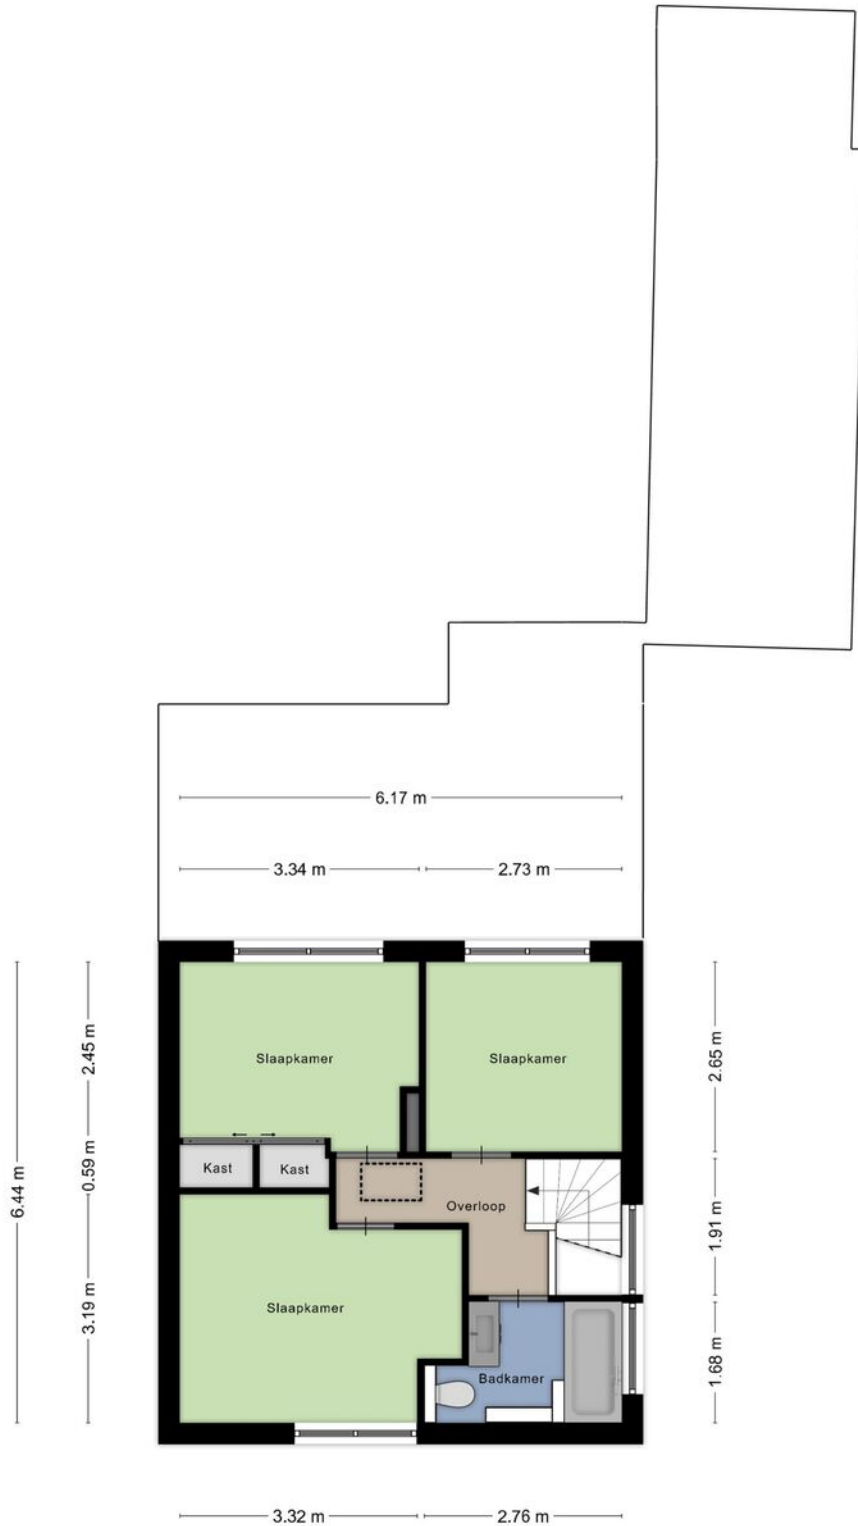 6.17 m
3.34 m
2.73 m
6.44 m
2.45 m
0.59 m
3.19 m
Slaapkamer
Slaapkamer
2.65 m
Kast
Kast
Overloop
1.91 m
Slaapkamer
Badkamer
1.68 m
3.32 m
2.76 m